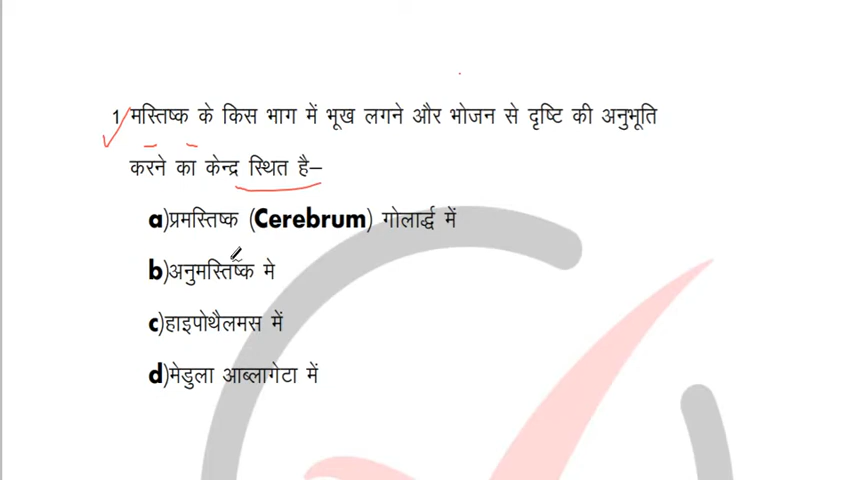 1 मस्तिष्क के किस भाग में भूख लगने और भोजन से दृष्टि की अनुभूति
करने का केन्द्र स्थित है–
a)प्रमस्तिष्क (Cerebrum) गोलार्द्ध में
b)अनुमस्तिष्क मे
c)हाइपोथैलमस में
d)मेडुला आब्लागेटा में